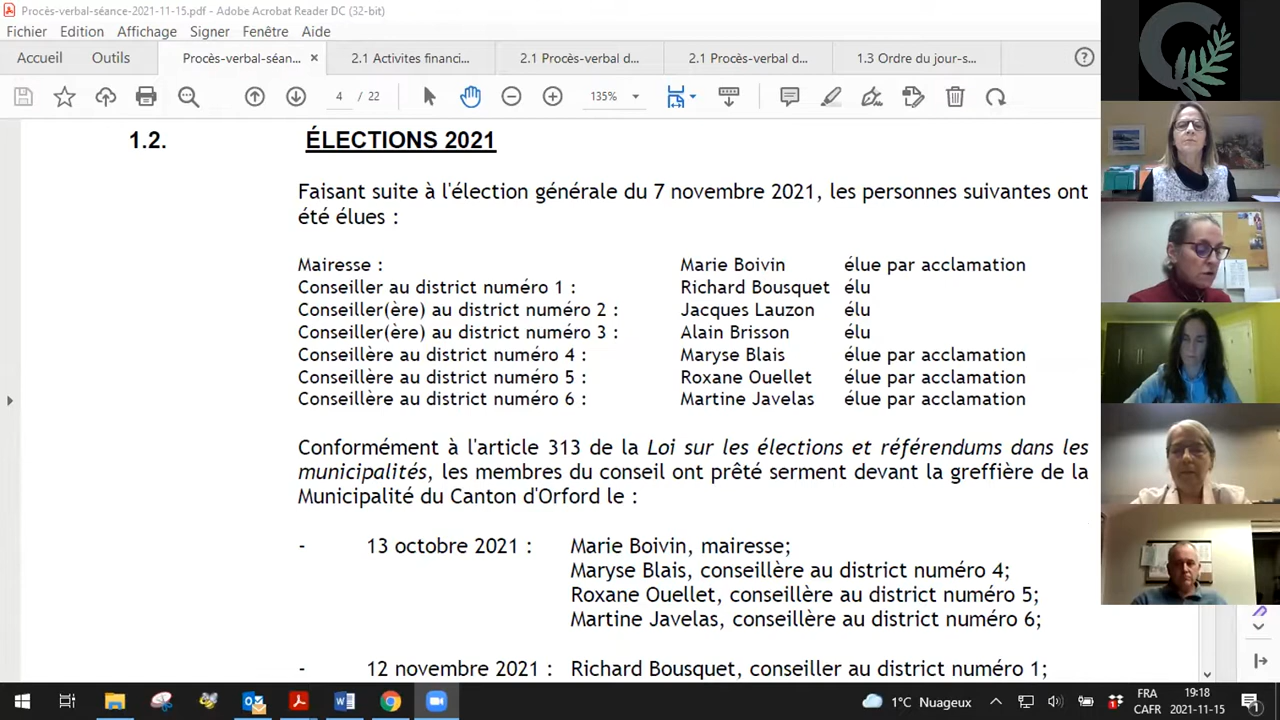 Procès-verbal-séance-2021-11-15.pdf - Adobe Acrobat Reader DC (32-bit)
Fichier Edition Affichage Signer Fenêtre Aide
Accueil Outils Procès-verbal-séan... × 2.1 Activites financi... 2.1 Procès-verbal d... 2.1 Procès-verbal d... 1.3 Ordre du jour-s...
4 / 22 135%
1.2. ÉLECTIONS 2021
Faisant suite à l'élection générale du 7 novembre 2021, les personnes suivantes ont
été élues :
Mairesse : Marie Boivin élue par acclamation
Conseiller au district numéro 1 : Richard Bousquet élu
Conseiller(ère) au district numéro 2 : Jacques Lauzon élu
Conseiller(ère) au district numéro 3 : Alain Brisson élu
Conseillère au district numéro 4 : Maryse Blais élue par acclamation
Conseillère au district numéro 5 : Roxane Ouellet élue par acclamation
Conseillère au district numéro 6 : Martine Javelas élue par acclamation
Conformément à l'article 313 de la Loi sur les élections et référendums dans les
municipalités, les membres du conseil ont prêté serment devant la greffière de la
Municipalité du Canton d'Orford le :
- 13 octobre 2021 : Marie Boivin, mairesse;
Maryse Blais, conseillère au district numéro 4;
Roxane Ouellet, conseillère au district numéro 5;
Martine Javelas, conseillère au district numéro 6;
- 12 novembre 2021 : Richard Bousquet, conseiller au district numéro 1;
1°C Nuageux FRA 19:18
CAFR 2021-11-15